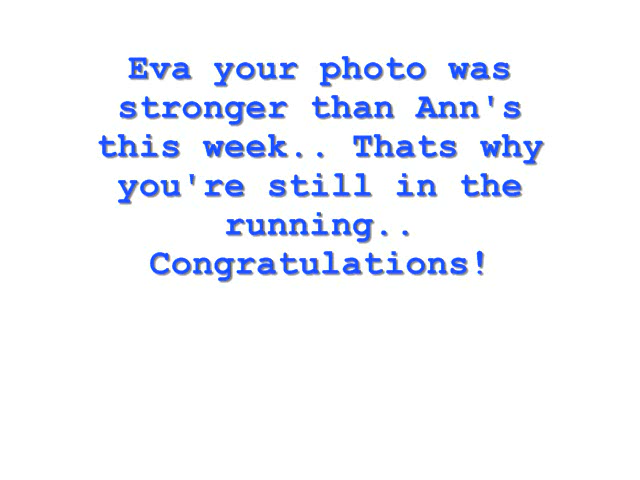 Eva your photo was
stronger than Ann's
this week.. Thats why
you're still in the
running..
Congratulations!